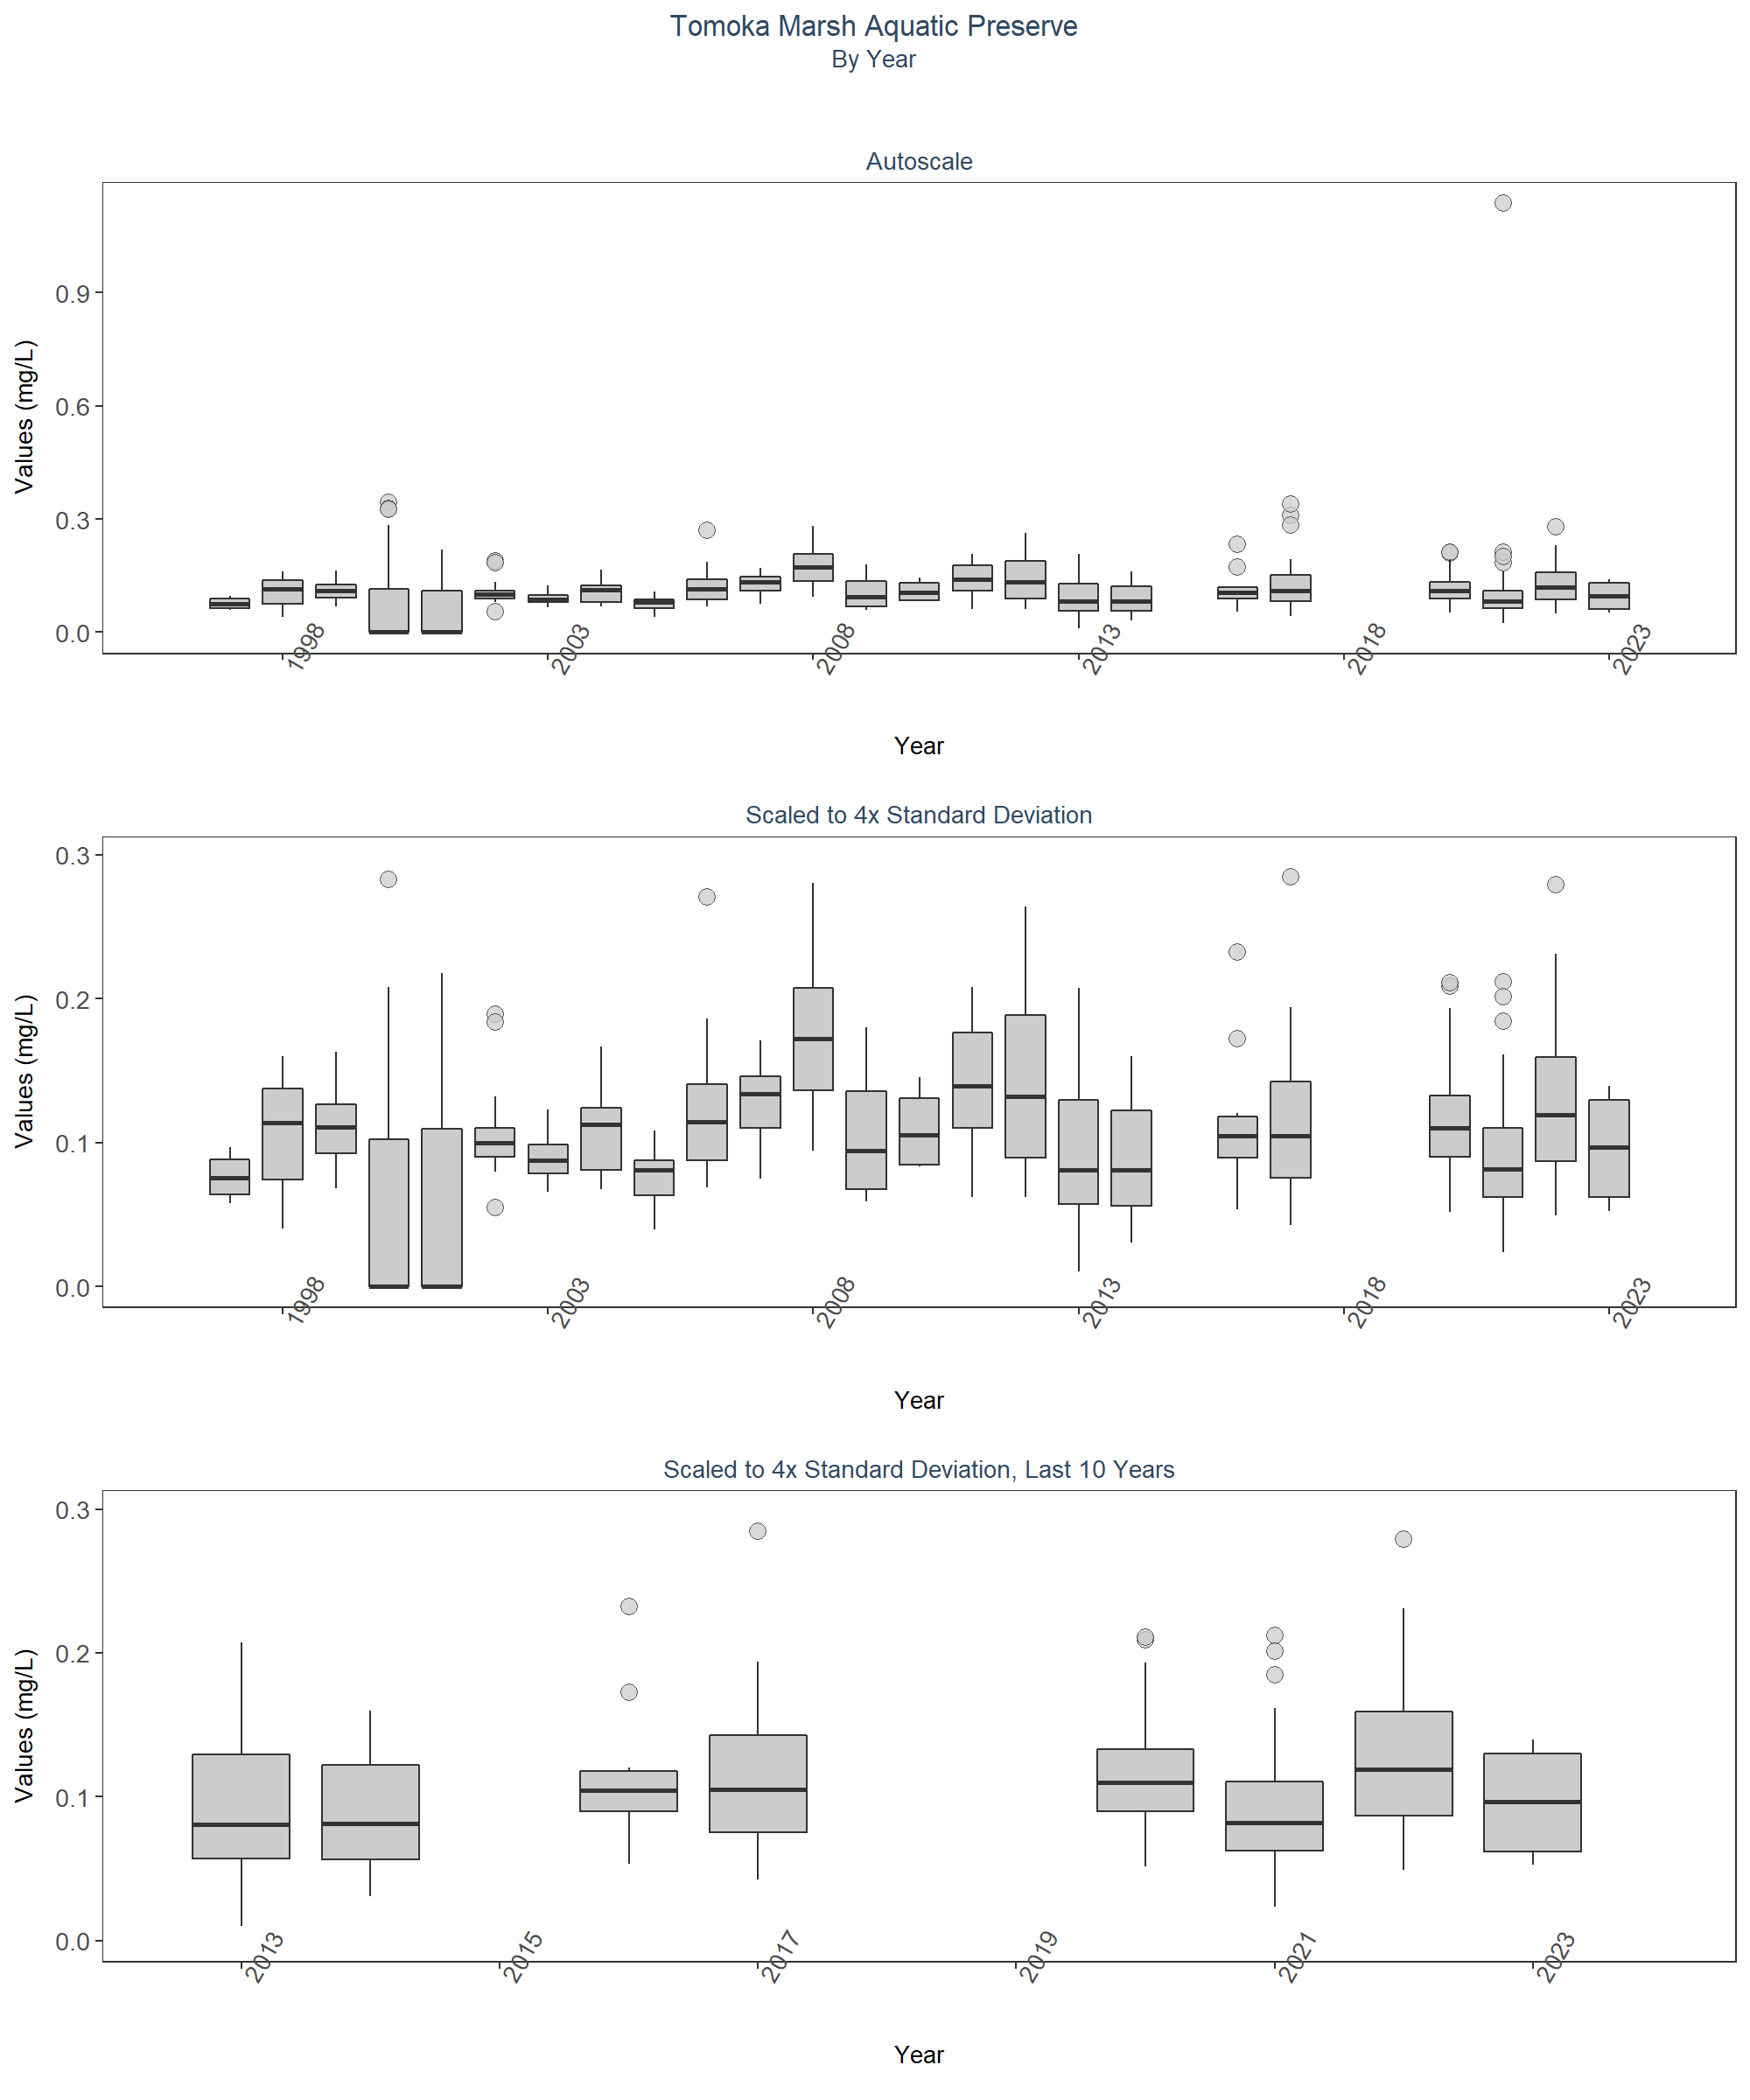 Tomoka Marsh Aquatic Preserve
By Year
Autoscale
Values (mg/L)
0.9
0.6
0.3
0.0
1998 2003 2008 2013 2018 2023
Year
Scaled to 4x Standard Deviation
Values (mg/L)
0.3
0.2
0.1
0.0
1998 2003 2008 2013 2018 2023
Year
Scaled to 4x Standard Deviation, Last 10 Years
Values (mg/L)
0.3
0.2
0.1
0.0
2013 2015 2017 2019 2021 2023
Year